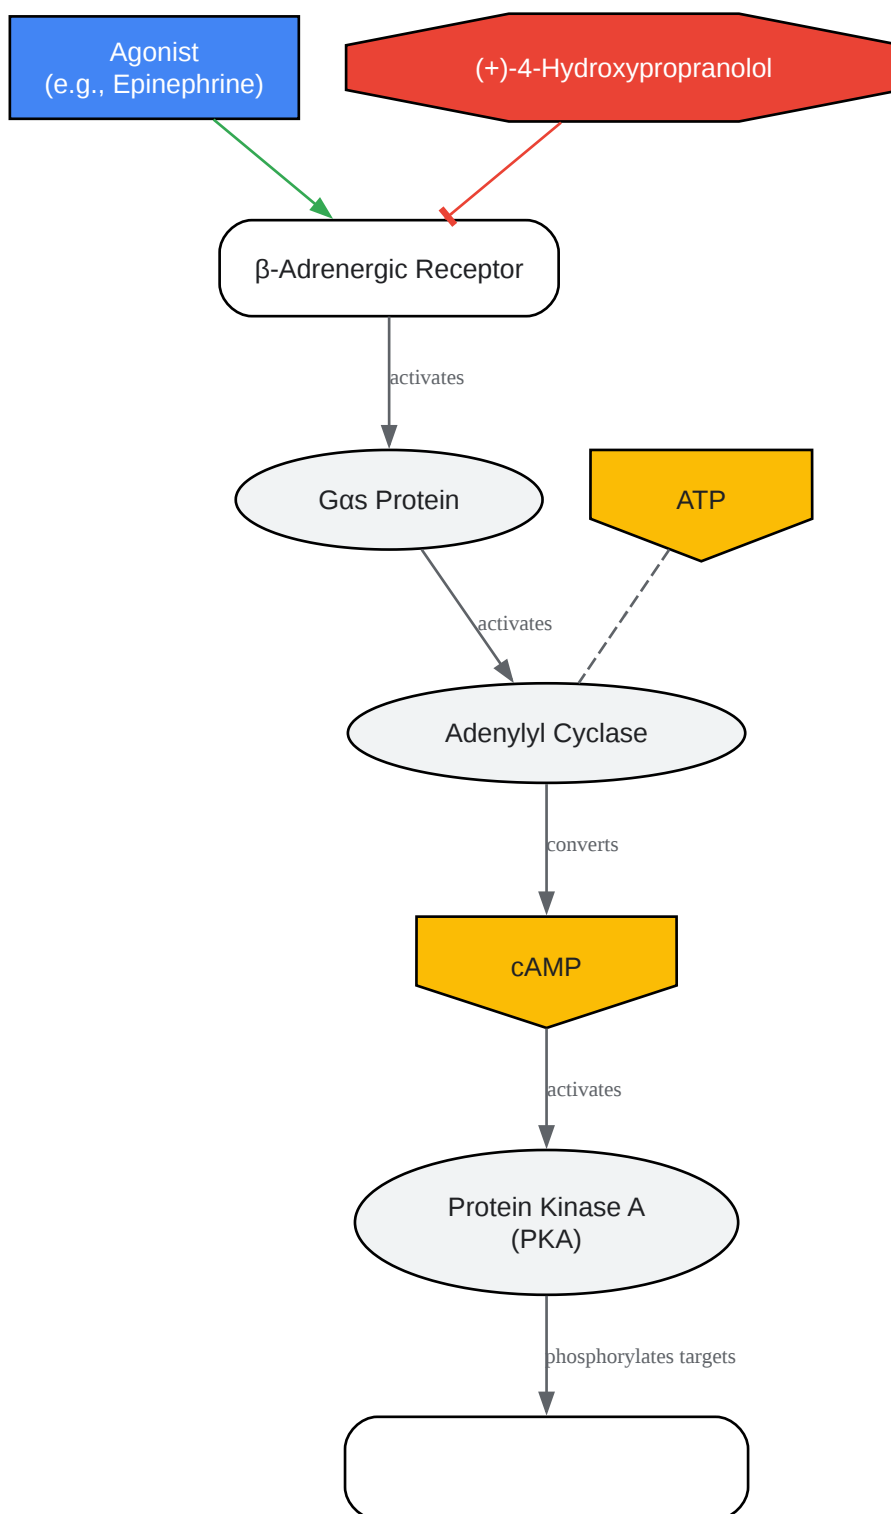 Agonist
(e.g., Epinephrine)
(+)-4-Hydroxypropranolol
β-Adrenergic Receptor
activates
Gαs Protein
ATP
activates
Adenylyl Cyclase
converts
cAMP
activates
Protein Kinase A
(PKA)
phosphorylates targets